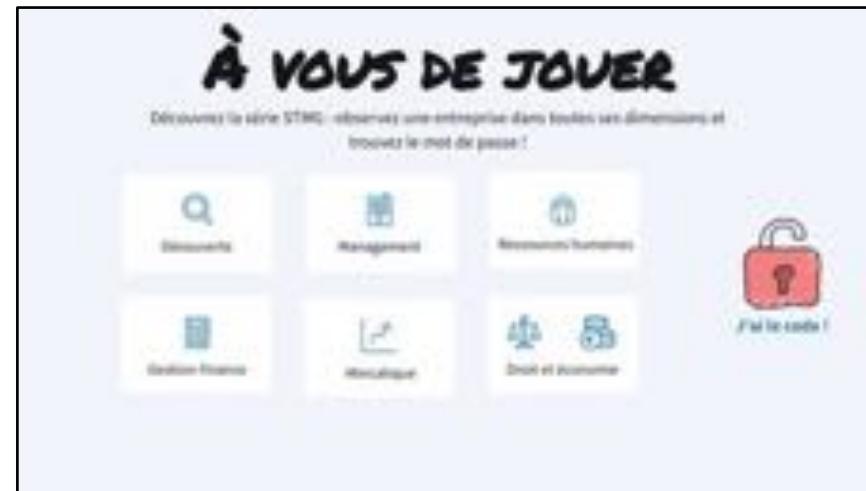 À VOUS DE JOUER
Découvrez la série STMG : observez une entreprise dans toutes ses dimensions et
trouvez le mot de passe !
Découverte
Management
Ressources humaines
Gestion finance
Mercatique
Droit et économie
J'ai le code !